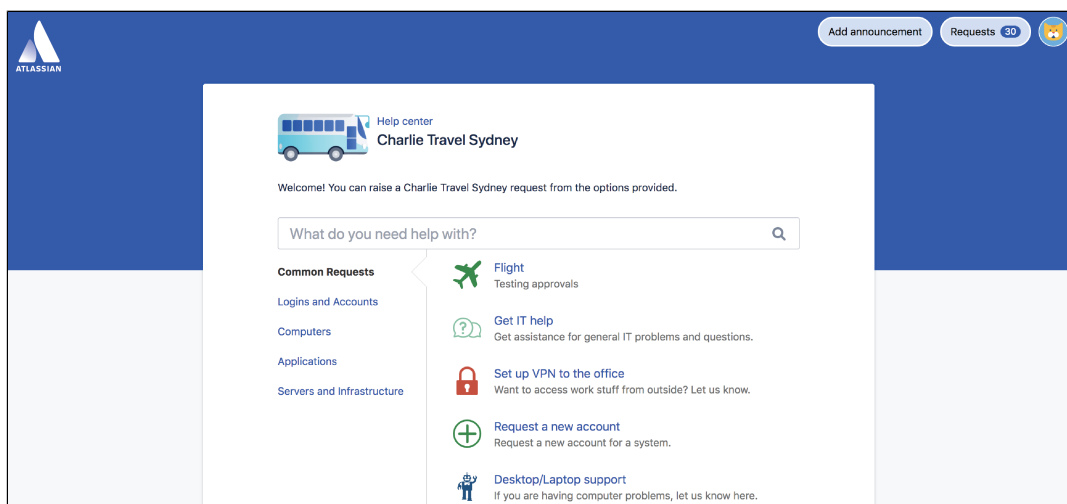 Add announcement
Requests 30
ATLASSIAN
Help center
Charlie Travel Sydney
Welcome! You can raise a Charlie Travel Sydney request from the options provided.
What do you need help with?
Common Requests
Logins and Accounts
Computers
Applications
Servers and Infrastructure
Flight
Testing approvals
Get IT help
Get assistance for general IT problems and questions.
Set up VPN to the office
Want to access work stuff from outside? Let us know.
Request a new account
Request a new account for a system.
Desktop/Laptop support
If you are having computer problems, let us know here.